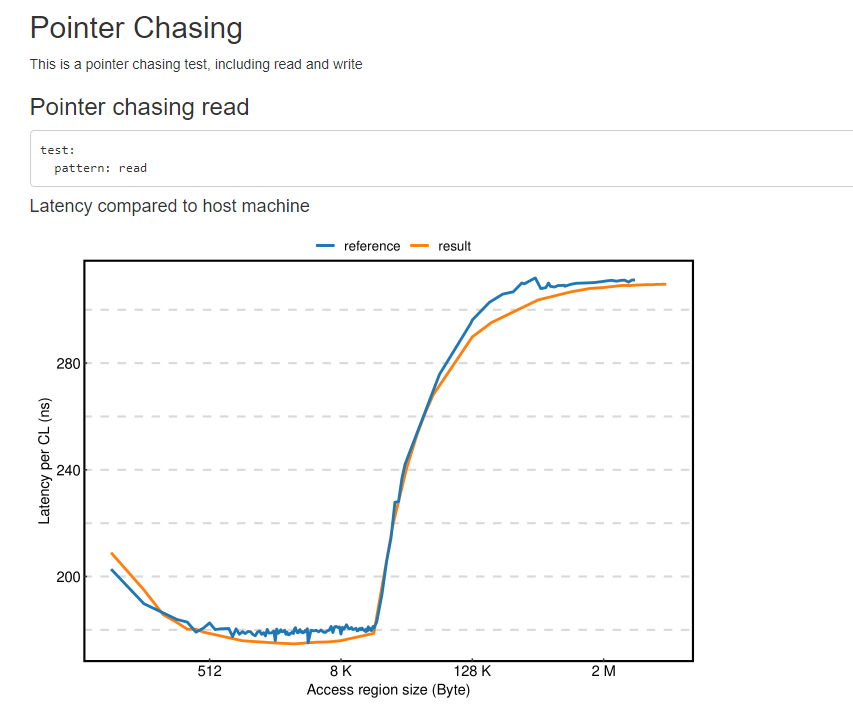 Pointer Chasing
This is a pointer chasing test, including read and write
Pointer chasing read
test:
  pattern: read
Latency compared to host machine
reference result
280
240
200
Latency per CL (ns)
512 8 K 128 K 2 M
Access region size (Byte)